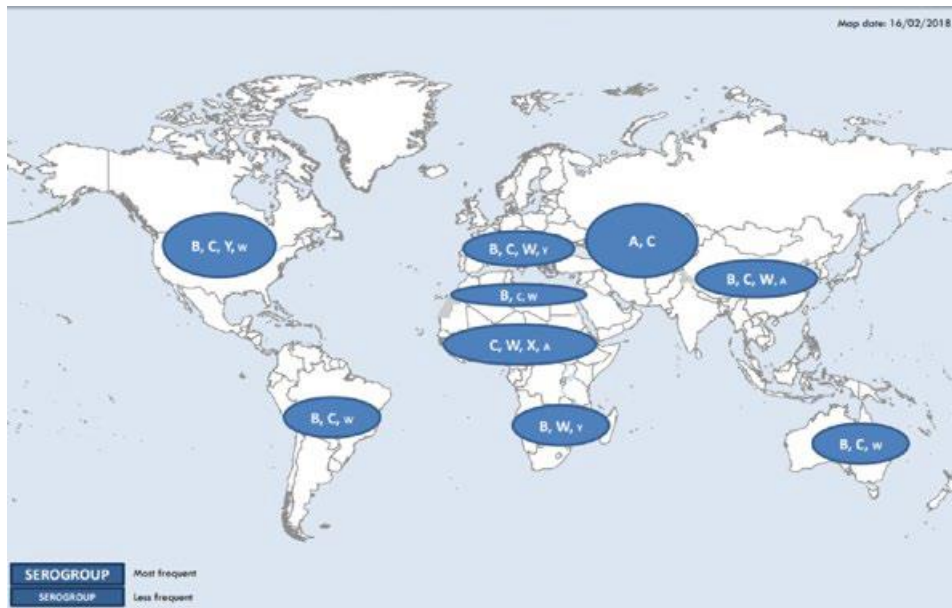 Map date: 16/02/2018
B, C, Y, W
B, C, W, Y
A, C
B, C, W, A
B, C, W
C, W, X, A
B, C, W
B, W, Y
B, C, W
SEROGROUP Most frequent
SEROGROUP Less frequent